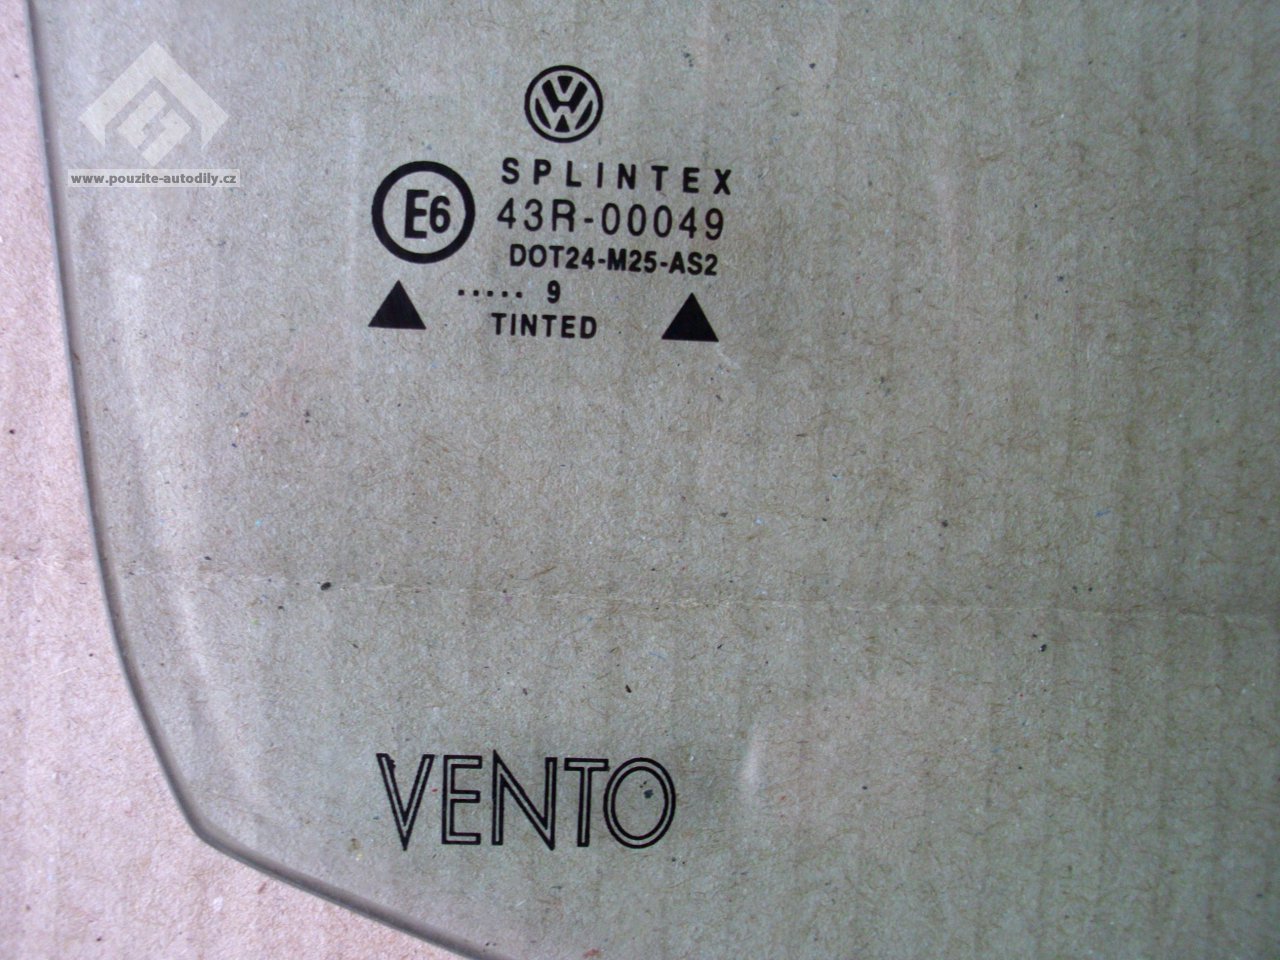 www.pouzite-autodily.cz
SPLINTEX
E6
43R-00049
DOT24-M25-AS2
..... 9
TINTED
VENTO